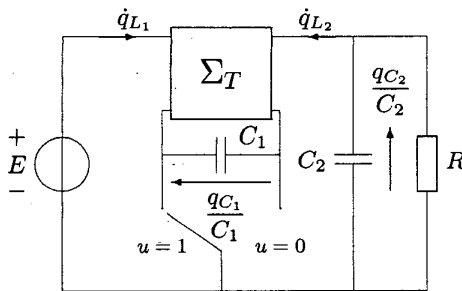 q̇_{L_1}
q̇_{L_2}
Σ_T
q_{C_2}
C_2
C_1
+
E
−
C_2
R
q_{C_1}
C_1
u = 1
u = 0